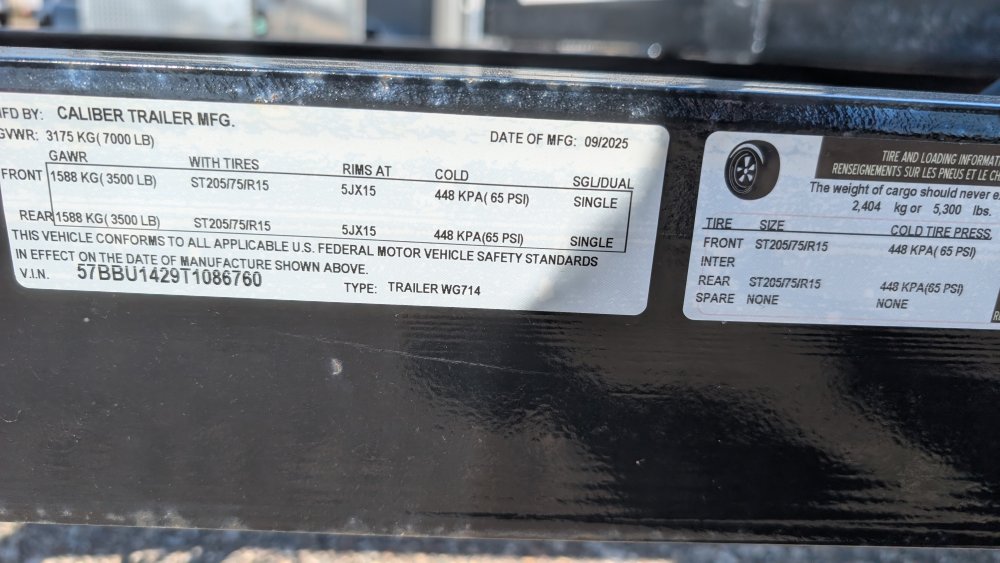 MFD BY: CALIBER TRAILER MFG.
GVWR: 3175 KG( 7000 LB)
DATE OF MFG: 09/2025
GAWR WITH TIRES RIMS AT COLD SGL/DUAL
FRONT 1588 KG( 3500 LB) ST205/75/R15 5JX15 448 KPA( 65 PSI) SINGLE
REAR 1588 KG( 3500 LB) ST205/75/R15 5JX15 448 KPA(65 PSI) SINGLE
THIS VEHICLE CONFORMS TO ALL APPLICABLE U.S. FEDERAL MOTOR VEHICLE SAFETY STANDARDS
IN EFFECT ON THE DATE OF MANUFACTURE SHOWN ABOVE.
V.I.N. 57BBU1429T1086760
TYPE: TRAILER WG714
TIRE AND LOADING
RENSEIGNEMENTS SUR LES PNEUS ET LE
The weight of cargo should never
2,404 kg or 5,300 lbs.
TIRE SIZE COLD TIRE PRESS.
FRONT ST205/75/R15 448 KPA(65 PSI)
INTER
REAR ST205/75/R15 448 KPA(65 PSI)
SPARE NONE NONE